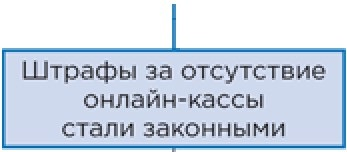 Штрафы за отсутствие
онлайн-кассы
стали законными